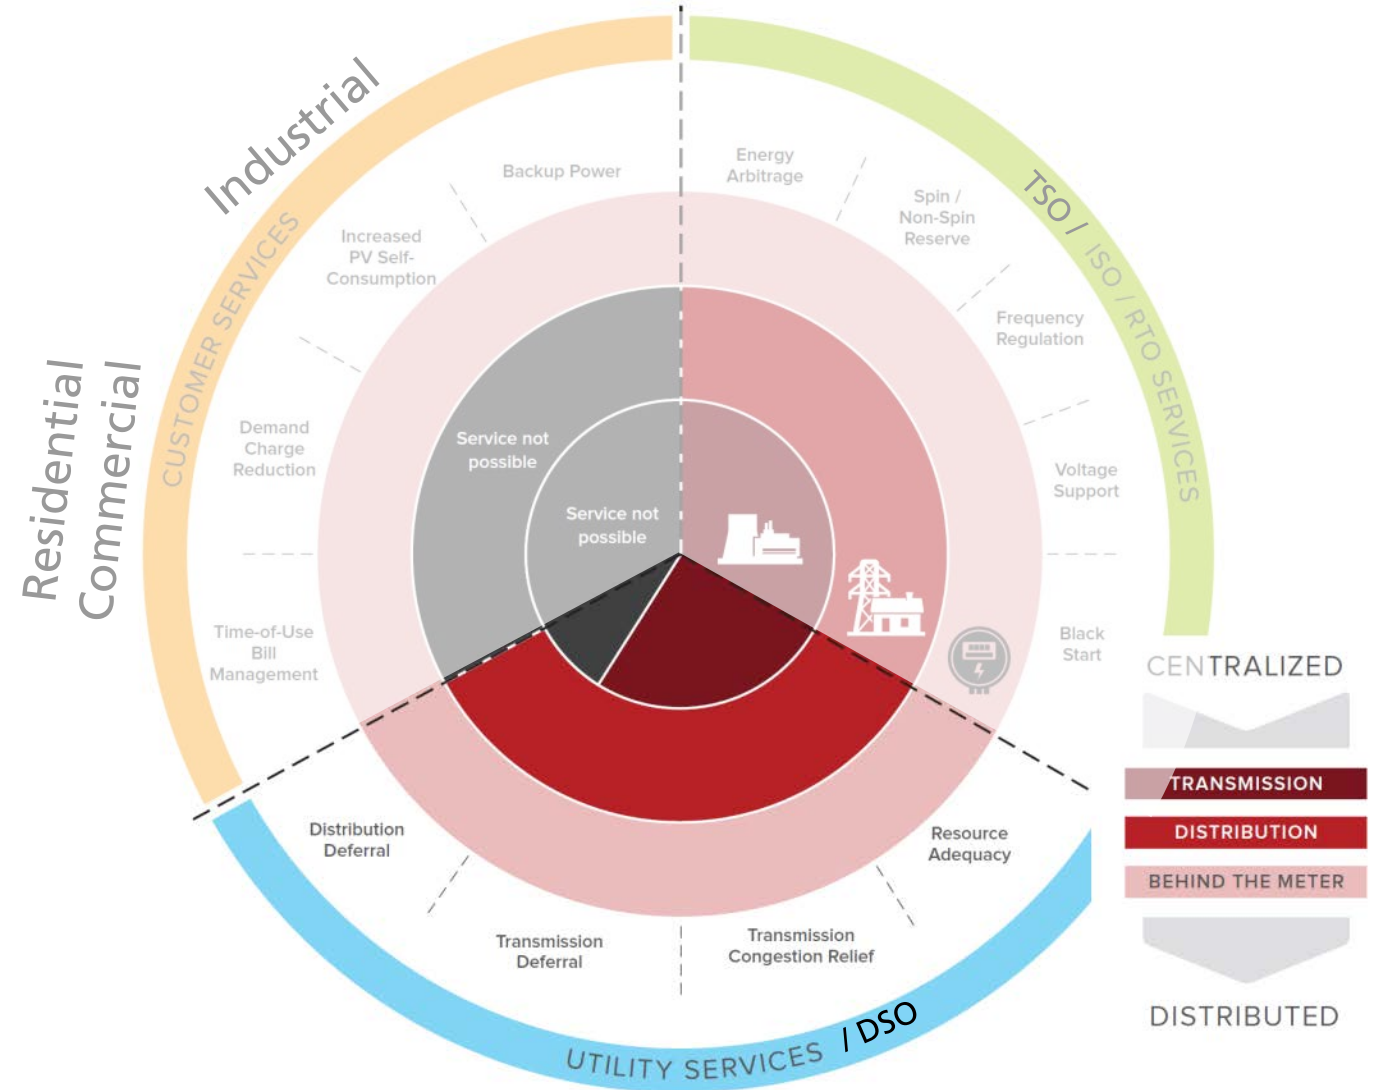 Industrial
Residential
Commercial
CUSTOMER SERVICES
TSO / ISO / RTO SERVICES
Backup Power
Increased
PV Self-
Consumption
Demand
Charge
Reduction
Time-of-Use
Bill
Management
Energy
Arbitrage
Spin /
Non-Spin
Reserve
Frequency
Regulation
Voltage
Support
Black
Start
Service not
possible
Service not
possible
Distribution
Deferral
Transmission
Deferral
Transmission
Congestion Relief
Resource
Adequacy
UTILITY SERVICES / DSO
CENTRALIZED
TRANSMISSION
DISTRIBUTION
BEHIND THE METER
DISTRIBUTED